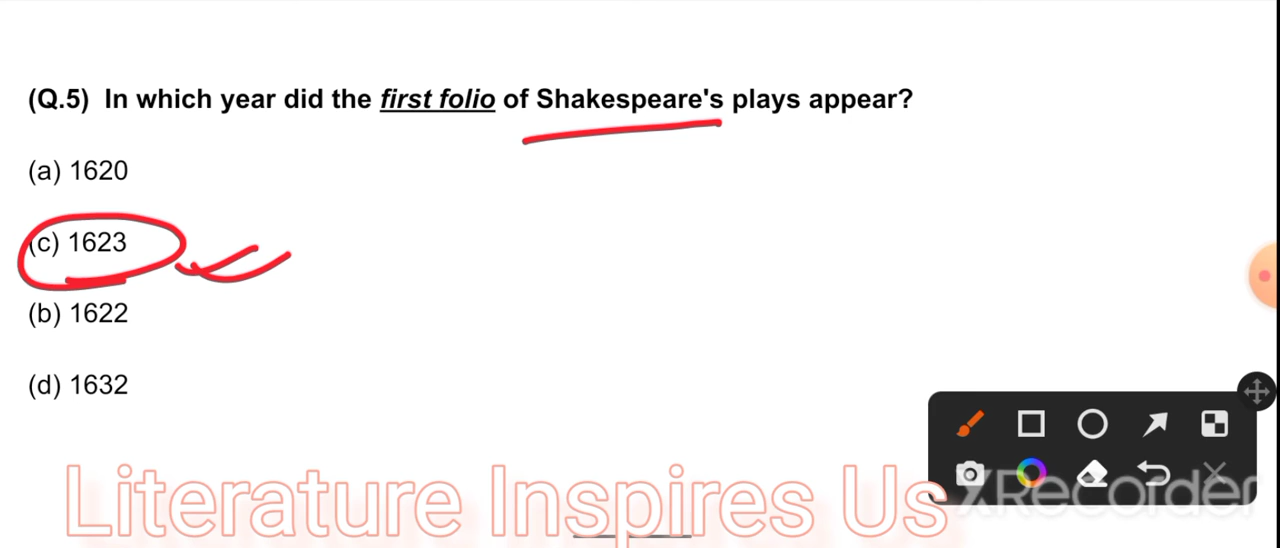 (Q.5) In which year did the first folio of Shakespeare's plays appear?
(a) 1620
(c) 1623
(b) 1622
(d) 1632
Literature Inspires Us
XRecorder